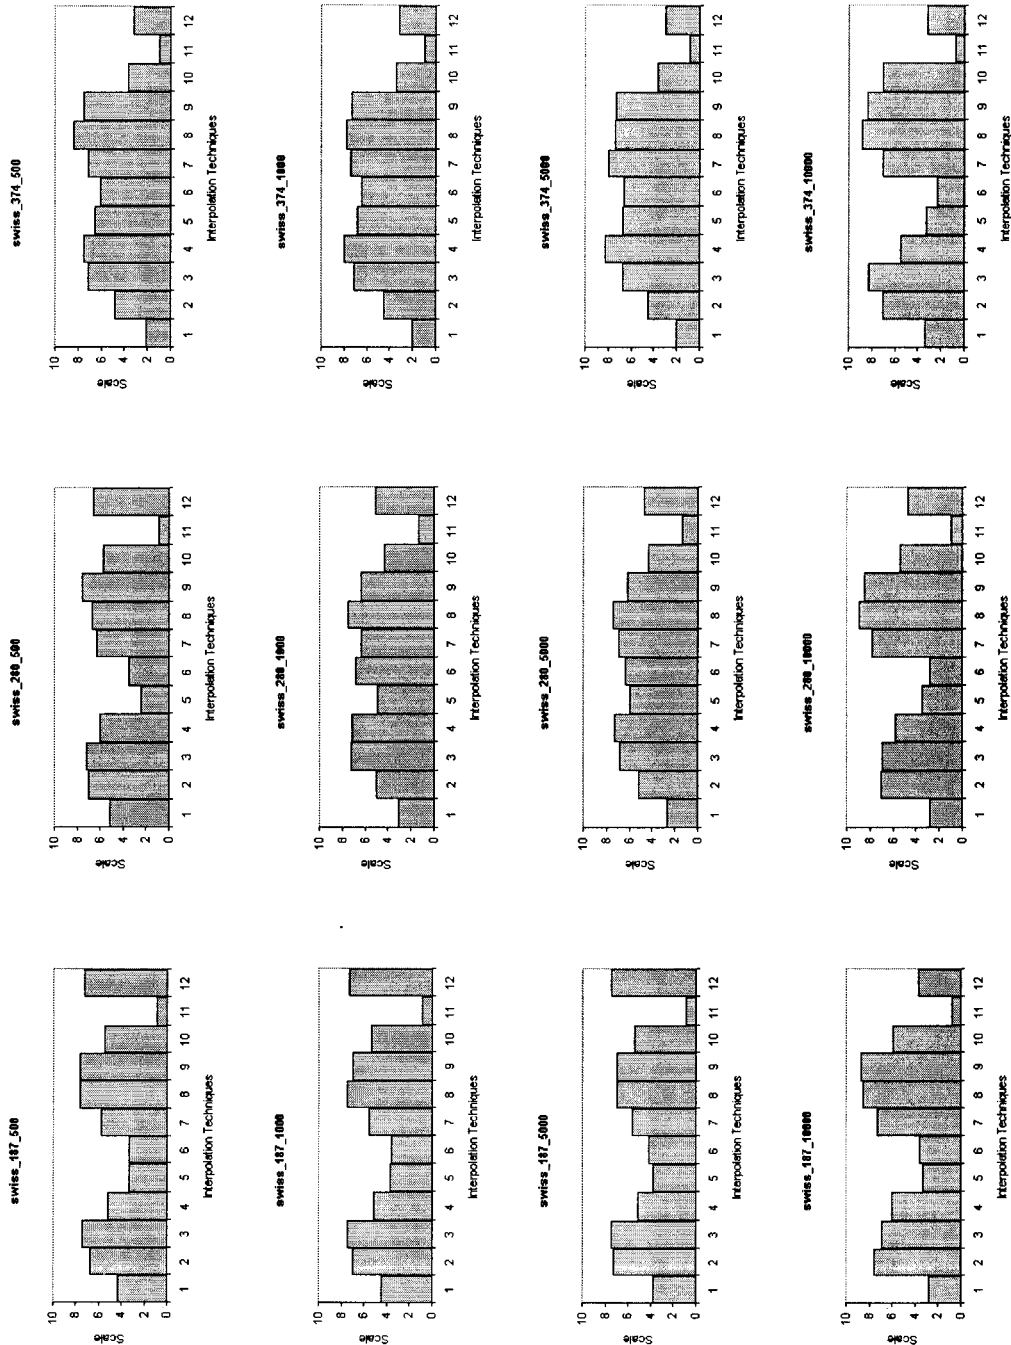 swiss_187_500
10
8
6
4
2
0
Scale
1 2 3 4 5 6 7 8 9 10 11 12
Interpolation Techniques
swiss_280_500
10
8
6
4
2
0
Scale
1 2 3 4 5 6 7 8 9 10 11 12
Interpolation Techniques
swiss_374_500
10
8
6
4
2
0
Scale
1 2 3 4 5 6 7 8 9 10 11 12
Interpolation Techniques
swiss_187_1000
10
8
6
4
2
0
Scale
1 2 3 4 5 6 7 8 9 10 11 12
Interpolation Techniques
swiss_280_1000
10
8
6
4
2
0
Scale
1 2 3 4 5 6 7 8 9 10 11 12
Interpolation Techniques
swiss_374_1000
10
8
6
4
2
0
Scale
1 2 3 4 5 6 7 8 9 10 11 12
Interpolation Techniques
swiss_187_5000
10
8
6
4
2
0
Scale
1 2 3 4 5 6 7 8 9 10 11 12
Interpolation Techniques
swiss_280_5000
10
8
6
4
2
0
Scale
1 2 3 4 5 6 7 8 9 10 11 12
Interpolation Techniques
swiss_374_5000
10
8
6
4
2
0
Scale
1 2 3 4 5 6 7 8 9 10 11 12
Interpolation Techniques
swiss_187_10000
10
8
6
4
2
0
Scale
1 2 3 4 5 6 7 8 9 10 11 12
Interpolation Techniques
swiss_280_10000
10
8
6
4
2
0
Scale
1 2 3 4 5 6 7 8 9 10 11 12
Interpolation Techniques
swiss_374_10000
10
8
6
4
2
0
Scale
1 2 3 4 5 6 7 8 9 10 11 12
Interpolation Techniques